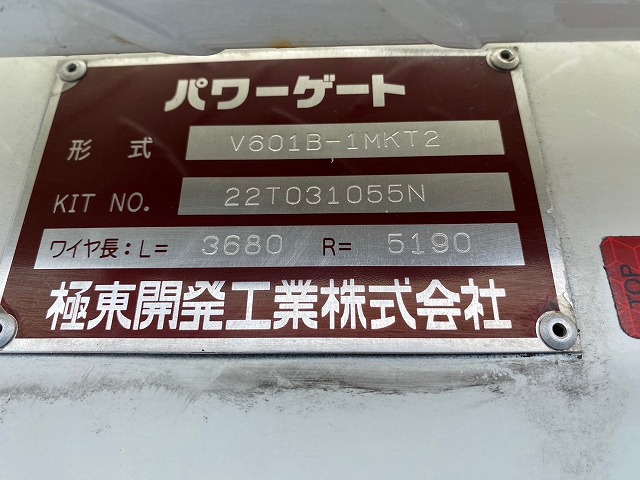 パワーゲート
形式 V601B-1MKT2
KIT NO. 22T031055N
ワイヤ長:L= 3680 R= 5190
極東開発工業株式会社
TOP